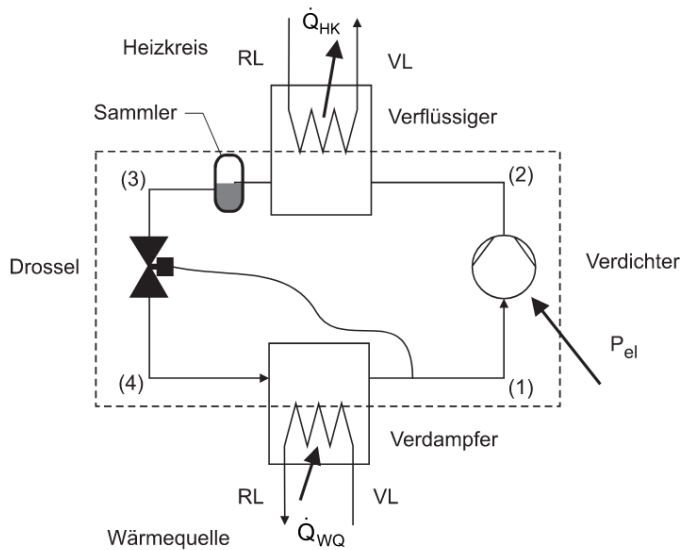 Q̇HK
Heizkreis
RL
VL
Sammler
Verflüssiger
(3)
(2)
Drossel
Verdichter
Pel
(4)
(1)
Verdampfer
RL
VL
Wärmequelle
Q̇WQ